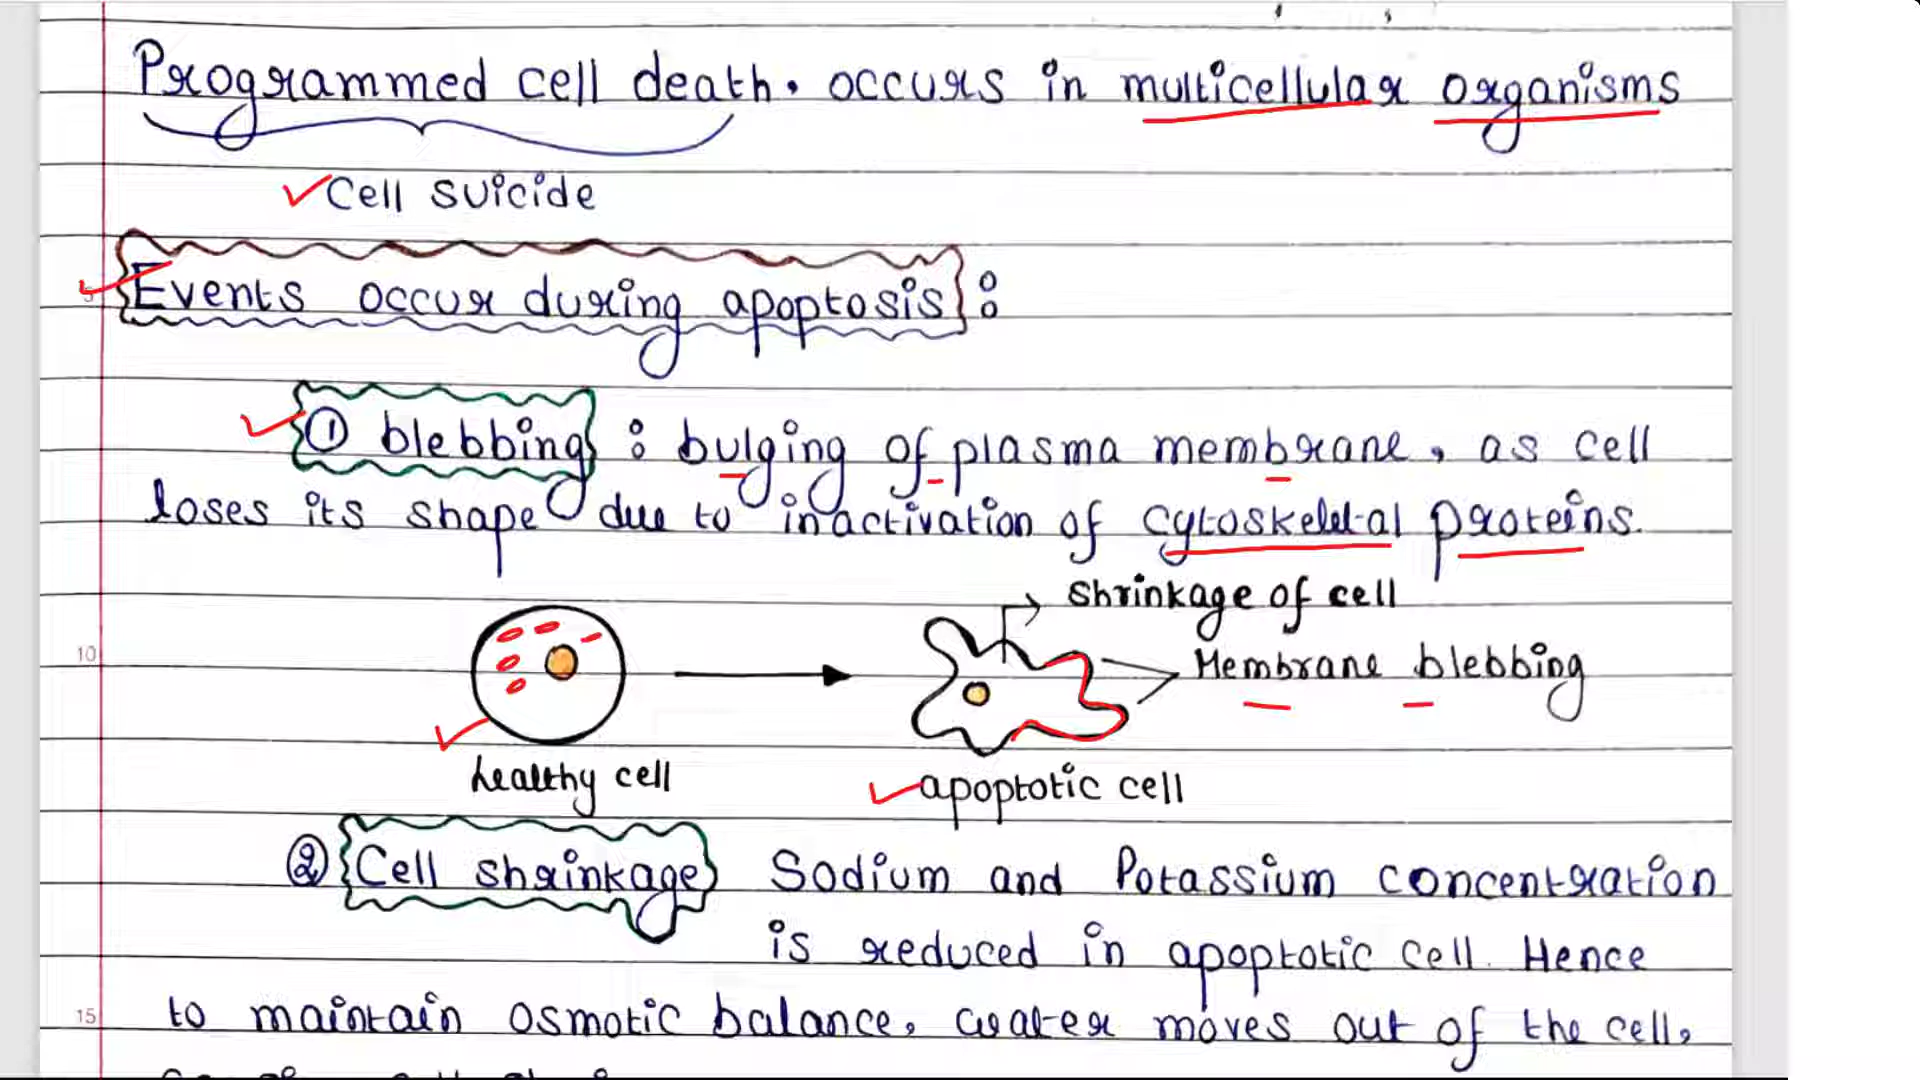 Programmed cell death. occurs in multicellular organisms
Cell suicide
Events occur during apoptosis :
① blebbing : bulging of plasma membrane, as cell
loses its shape due to inactivation of cytoskeletal proteins.
Shrinkage of cell
10
Membrane blebbing
healthy cell
apoptotic cell
② Cell shrinkage Sodium and Potassium concentration
is reduced in apoptotic cell. Hence
15
to maintain osmotic balance, water moves out of the cell,